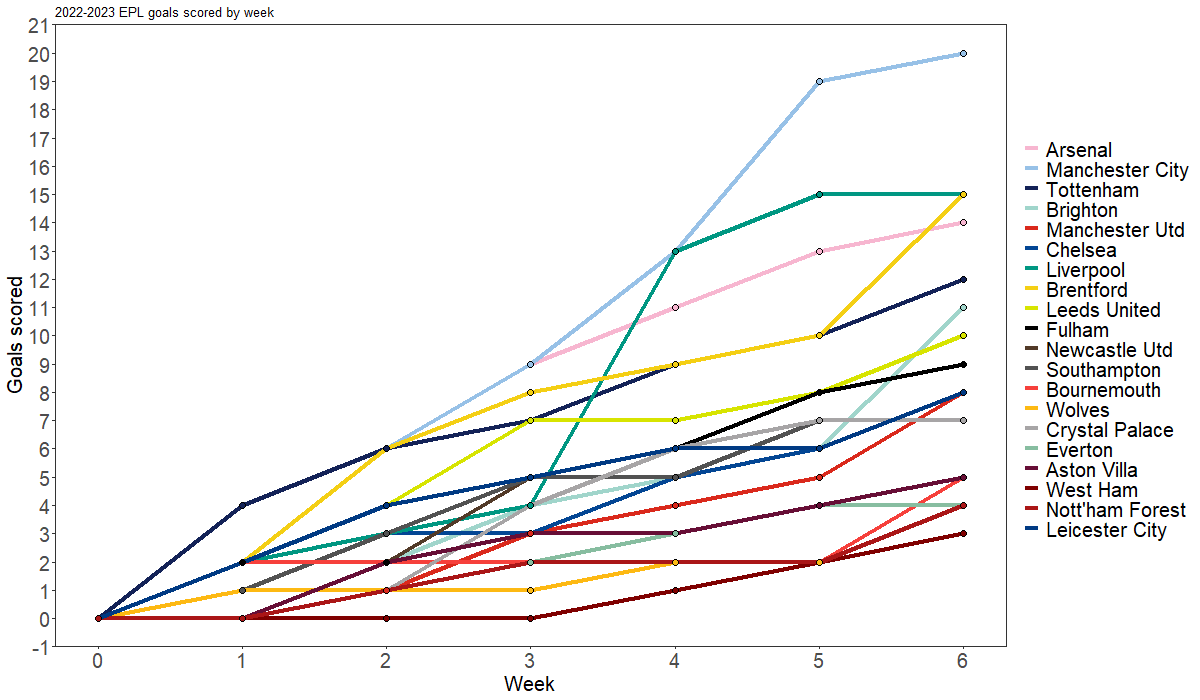 2022-2023 EPL goals scored by week
21
20
19
18
17
16
15
14
13
12
11
10
9
8
7
6
5
4
3
2
1
0
-1
Goals scored
0 1 2 3 4 5 6
Week
Arsenal
Manchester City
Tottenham
Brighton
Manchester Utd
Chelsea
Liverpool
Brentford
Leeds United
Fulham
Newcastle Utd
Southampton
Bournemouth
Wolves
Crystal Palace
Everton
Aston Villa
West Ham
Nott'ham Forest
Leicester City